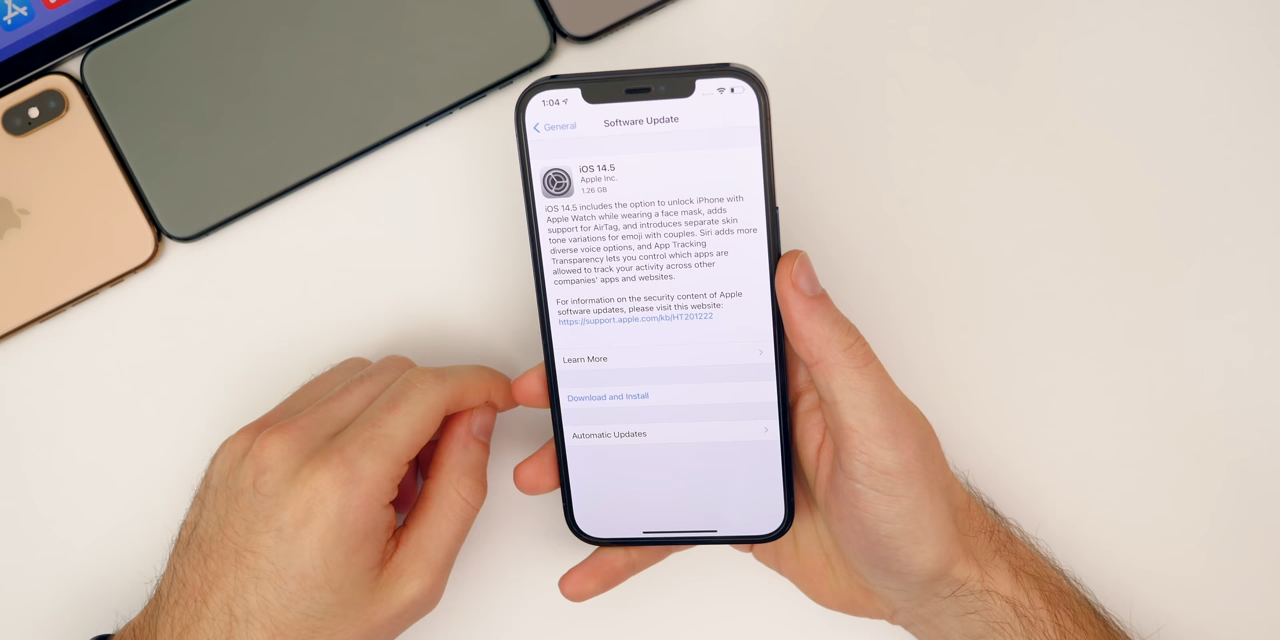 1:04
General
Software Update
iOS 14.5
Apple Inc.
1.26 GB
iOS 14.5 includes the option to unlock iPhone with
Apple Watch while wearing a face mask, adds
support for AirTag, and introduces separate skin
tone variations for emoji with couples. Siri adds more
diverse voice options, and App Tracking
Transparency lets you control which apps are
allowed to track your activity across other
companies' apps and websites.
For information on the security content of Apple
software updates, please visit this website:
https://support.apple.com/kb/HT201222
Learn More
Download and Install
Automatic Updates